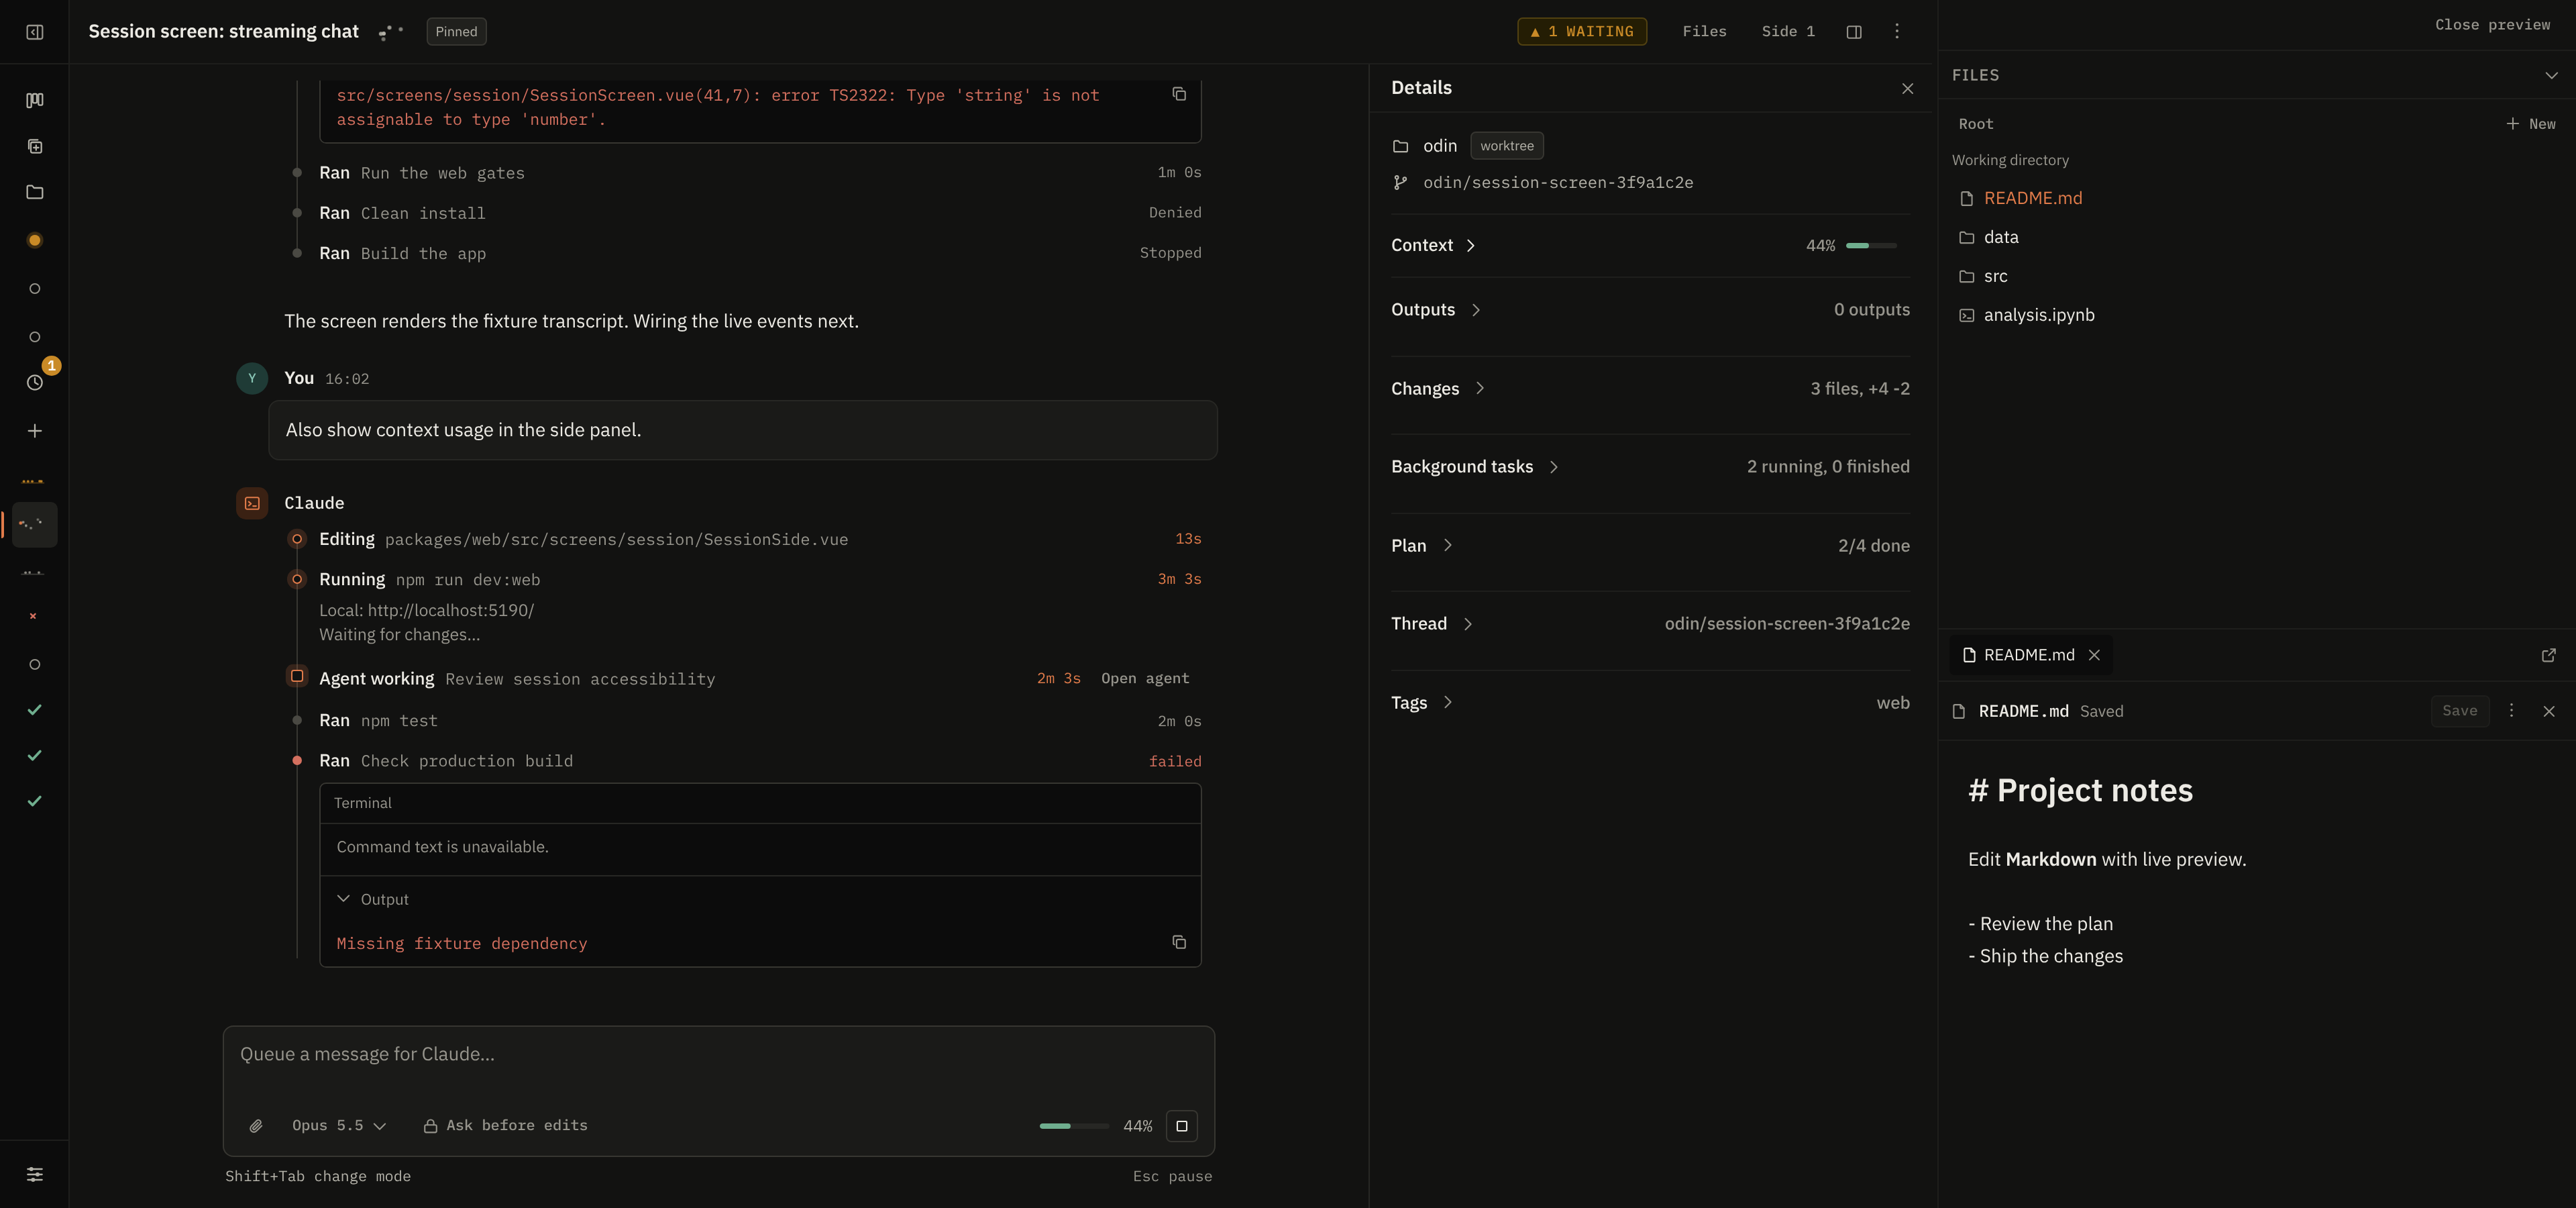 Session screen: streaming chat
Pinned
▲ 1 WAITING
Files
Side 1
Close preview
src/screens/session/SessionScreen.vue(41,7): error TS2322: Type 'string' is not
assignable to type 'number'.
Ran Run the web gates 1m 0s
Ran Clean install Denied
Ran Build the app Stopped
The screen renders the fixture transcript. Wiring the live events next.
1
Y
You 16:02
Also show context usage in the side panel.
Claude
Editing packages/web/src/screens/session/SessionSide.vue 13s
Running npm run dev:web 3m 3s
Local: http://localhost:5190/
Waiting for changes...
Agent working Review session accessibility 2m 3s Open agent
Ran npm test 2m 0s
Ran Check production build failed
Terminal
Command text is unavailable.
Output
Missing fixture dependency
Queue a message for Claude...
Opus 5.5
Ask before edits
44%
Shift+Tab change mode
Esc pause
Details
odin worktree
odin/session-screen-3f9a1c2e
Context 44%
Outputs 0 outputs
Changes 3 files, +4 -2
Background tasks 2 running, 0 finished
Plan 2/4 done
Thread odin/session-screen-3f9a1c2e
Tags web
FILES
Root + New
Working directory
README.md
data
src
analysis.ipynb
README.md
README.md Saved Save
# Project notes
Edit Markdown with live preview.
- Review the plan
- Ship the changes